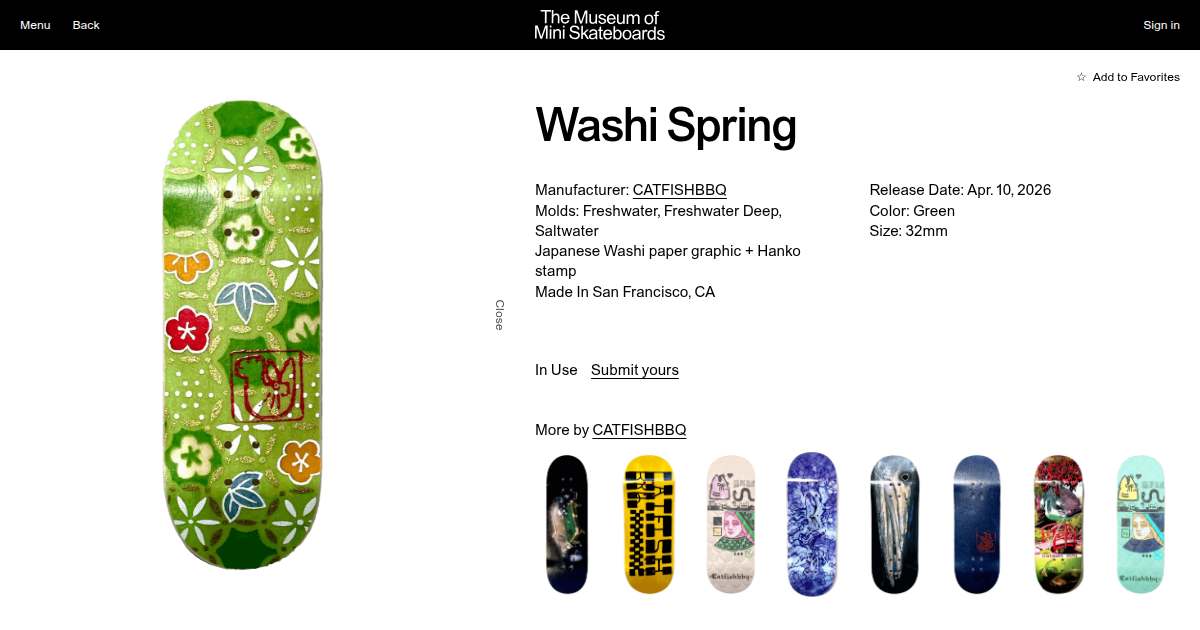 Menu
Back
The Museum of
Mini Skateboards
Sign in
☆ Add to Favorites
Washi Spring
Manufacturer: CATFISHBBQ
Molds: Freshwater, Freshwater Deep,
Saltwater
Japanese Washi paper graphic + Hanko
stamp
Made In San Francisco, CA
Release Date: Apr. 10, 2026
Color: Green
Size: 32mm
Close
In Use
Submit yours
More by CATFISHBBQ
Catfishbbq
Catfishbbq